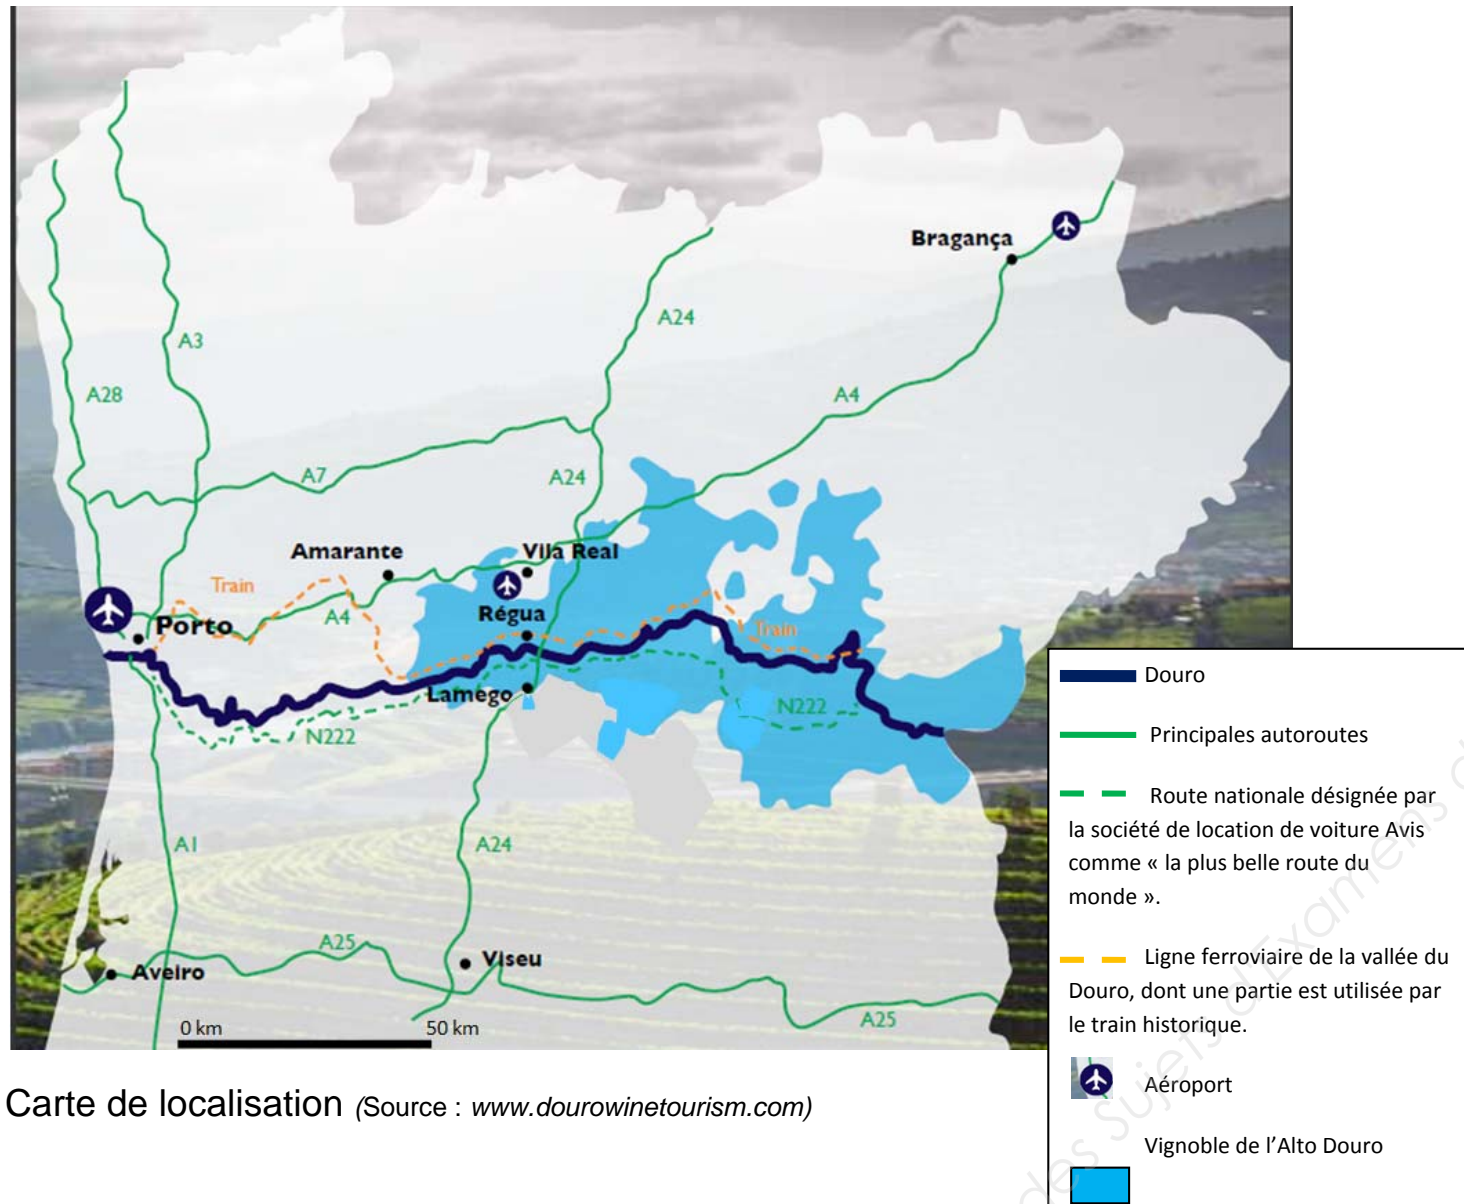 Bragança
A24
A3
A28
A4
A7
A24
Amarante
Vila Real
Train
Régua
A4
Porto
Train
Lamego
N222
N222
A1
A24
A25
Viseu
Aveiro
A25
0 km
50 km
Douro
Principales autoroutes
Route nationale désignée par
la société de location de voiture Avis
comme « la plus belle route du
monde ».
Ligne ferroviaire de la vallée du
Douro, dont une partie est utilisée par
le train historique.
Aéroport
Vignoble de l'Alto Douro
Carte de localisation (Source : www.dourowinetourism.com)
des Sujets d'Examens